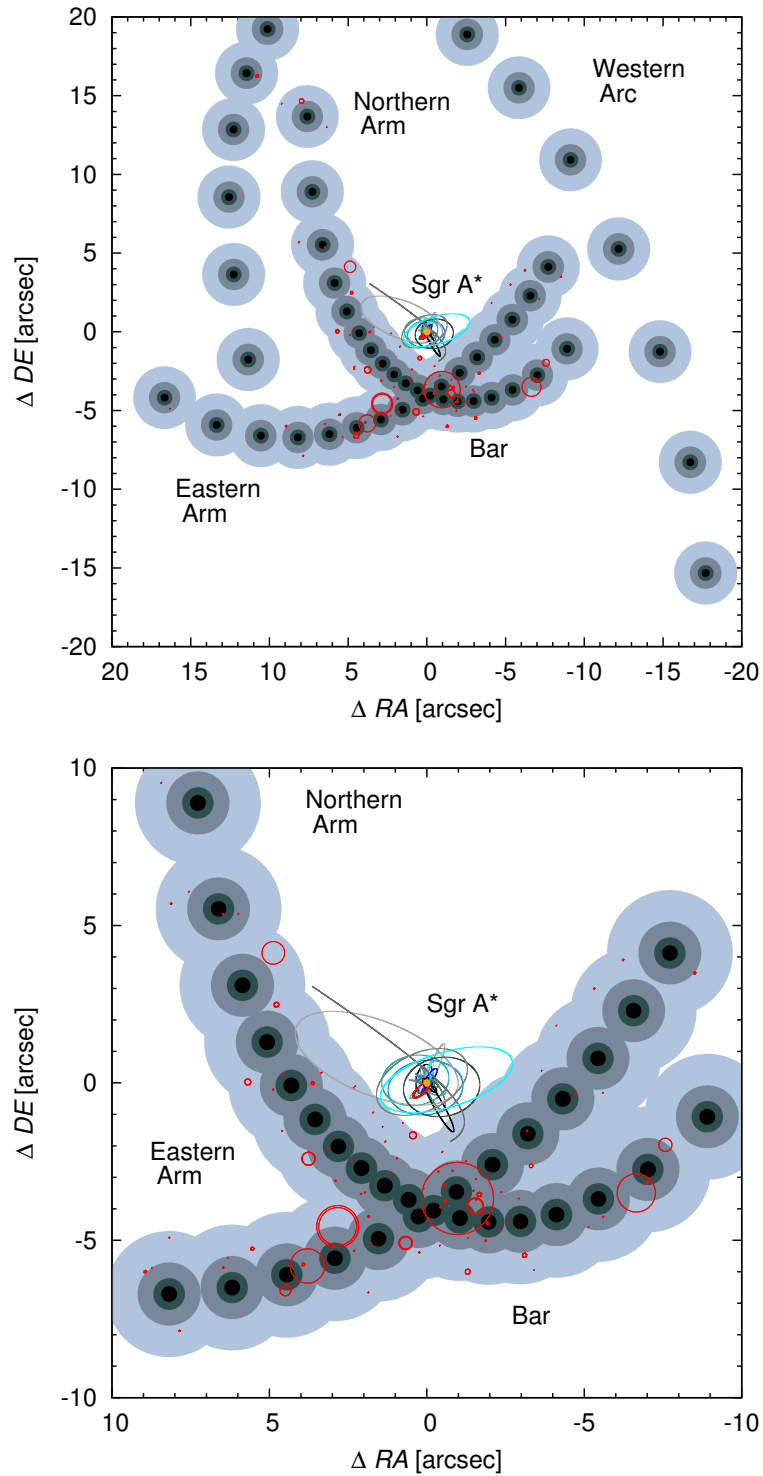 20
15
10
5
0
-5
-10
-15
-20
Δ DE [arcsec]
Northern
Arm
Western
Arc
Sgr A*
Bar
Eastern
Arm
20 15 10 5 0 -5 -10 -15 -20
Δ RA [arcsec]
10
5
0
-5
-10
Δ DE [arcsec]
Northern
Arm
Sgr A*
Eastern
Arm
Bar
10 5 0 -5 -10
Δ RA [arcsec]